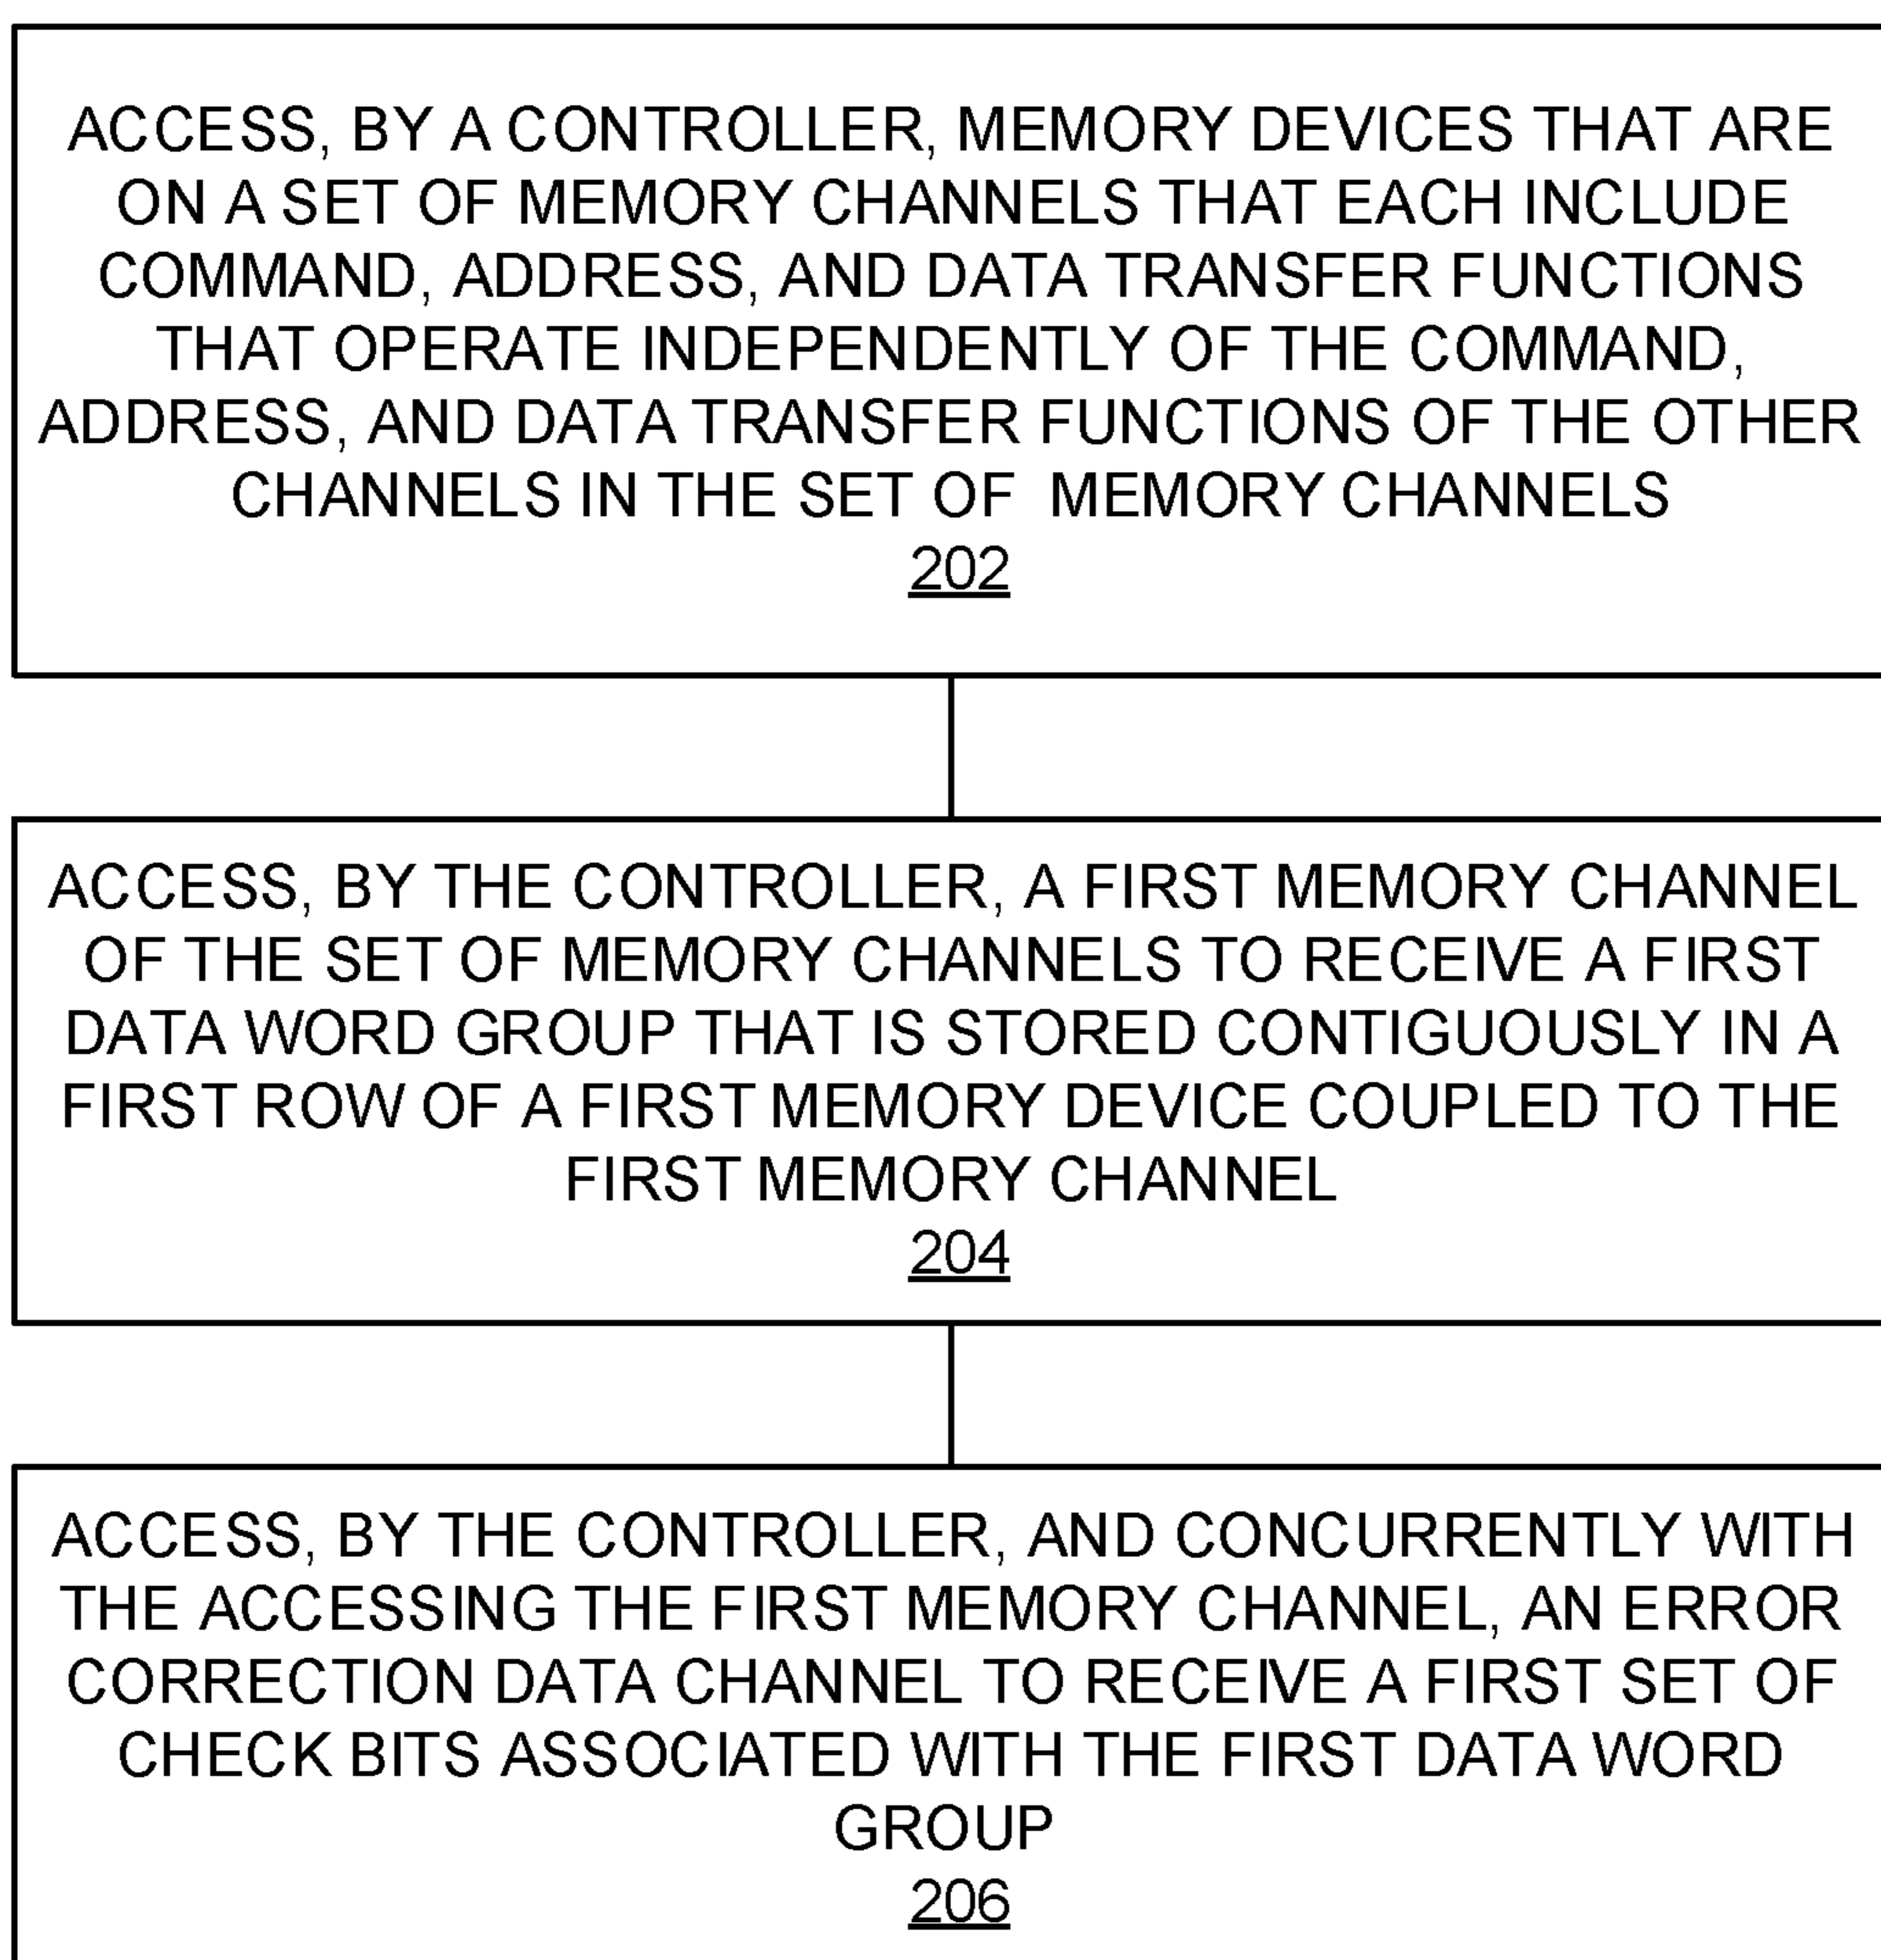 ACCESS, BY A CONTROLLER, MEMORY DEVICES THAT ARE
ON A SET OF MEMORY CHANNELS THAT EACH INCLUDE
COMMAND, ADDRESS, AND DATA TRANSFER FUNCTIONS
THAT OPERATE INDEPENDENTLY OF THE COMMAND,
ADDRESS, AND DATA TRANSFER FUNCTIONS OF THE OTHER
CHANNELS IN THE SET OF MEMORY CHANNELS
202
ACCESS, BY THE CONTROLLER, A FIRST MEMORY CHANNEL
OF THE SET OF MEMORY CHANNELS TO RECEIVE A FIRST
DATA WORD GROUP THAT IS STORED CONTIGUOUSLY IN A
FIRST ROW OF A FIRST MEMORY DEVICE COUPLED TO THE
FIRST MEMORY CHANNEL
204
ACCESS, BY THE CONTROLLER, AND CONCURRENTLY WITH
THE ACCESSING THE FIRST MEMORY CHANNEL, AN ERROR
CORRECTION DATA CHANNEL TO RECEIVE A FIRST SET OF
CHECK BITS ASSOCIATED WITH THE FIRST DATA WORD
GROUP
206